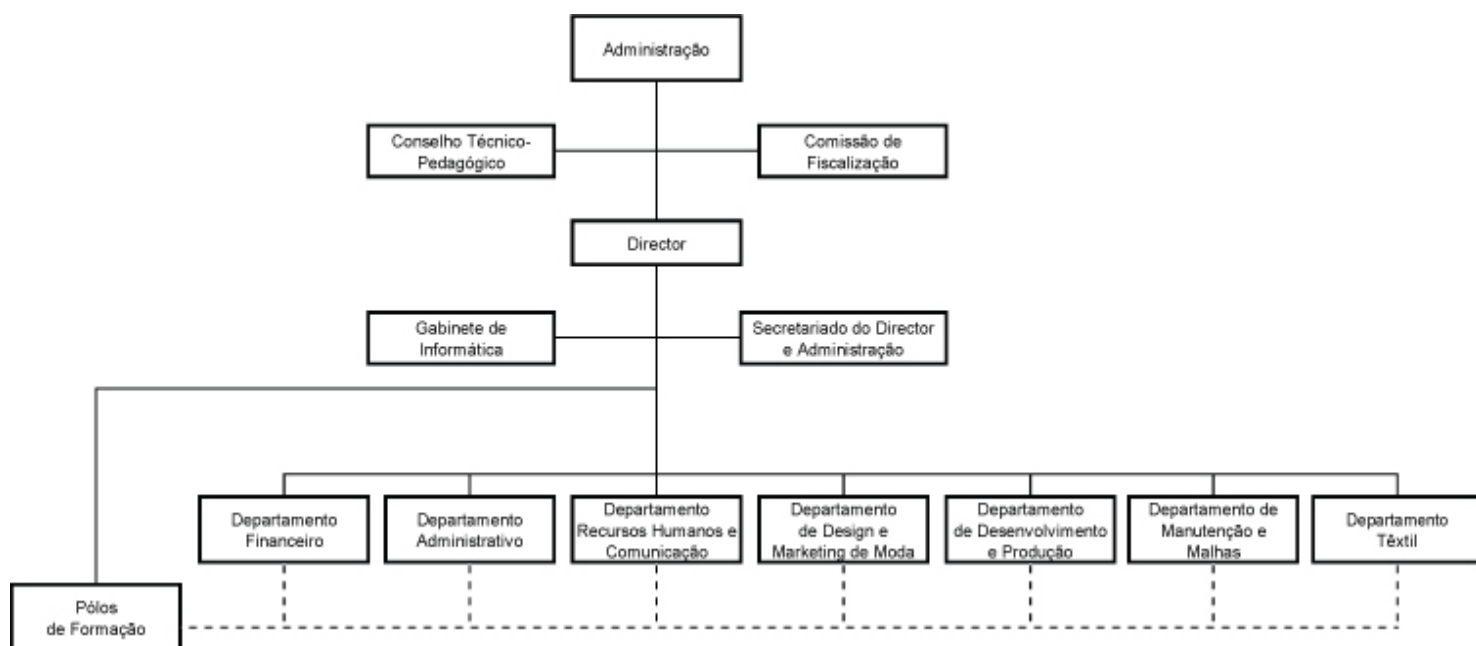 Administração
Conselho Técnico-
Pedagógico
Comissão de
Fiscalização
Director
Gabinete de
Informática
Secretariado do Director
e Administração
Departamento
Financeiro
Departamento
Administrativo
Departamento
Recursos Humanos e
Comunicação
Departamento
de Design e
Marketing de Moda
Departamento
de Desenvolvimento
e Produção
Departamento de
Manutenção e
Malhas
Departamento
Têxtil
Pólos
de Formação